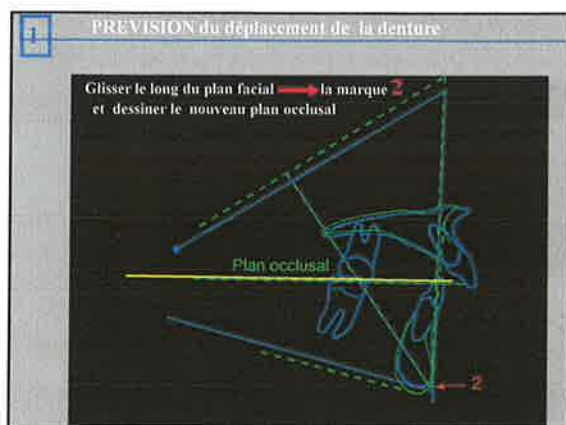 1
PREVISION du déplacement de la denture
Glisser le long du plan facial la marque 2
et dessiner le nouveau plan occlusal
Plan occlusal
2